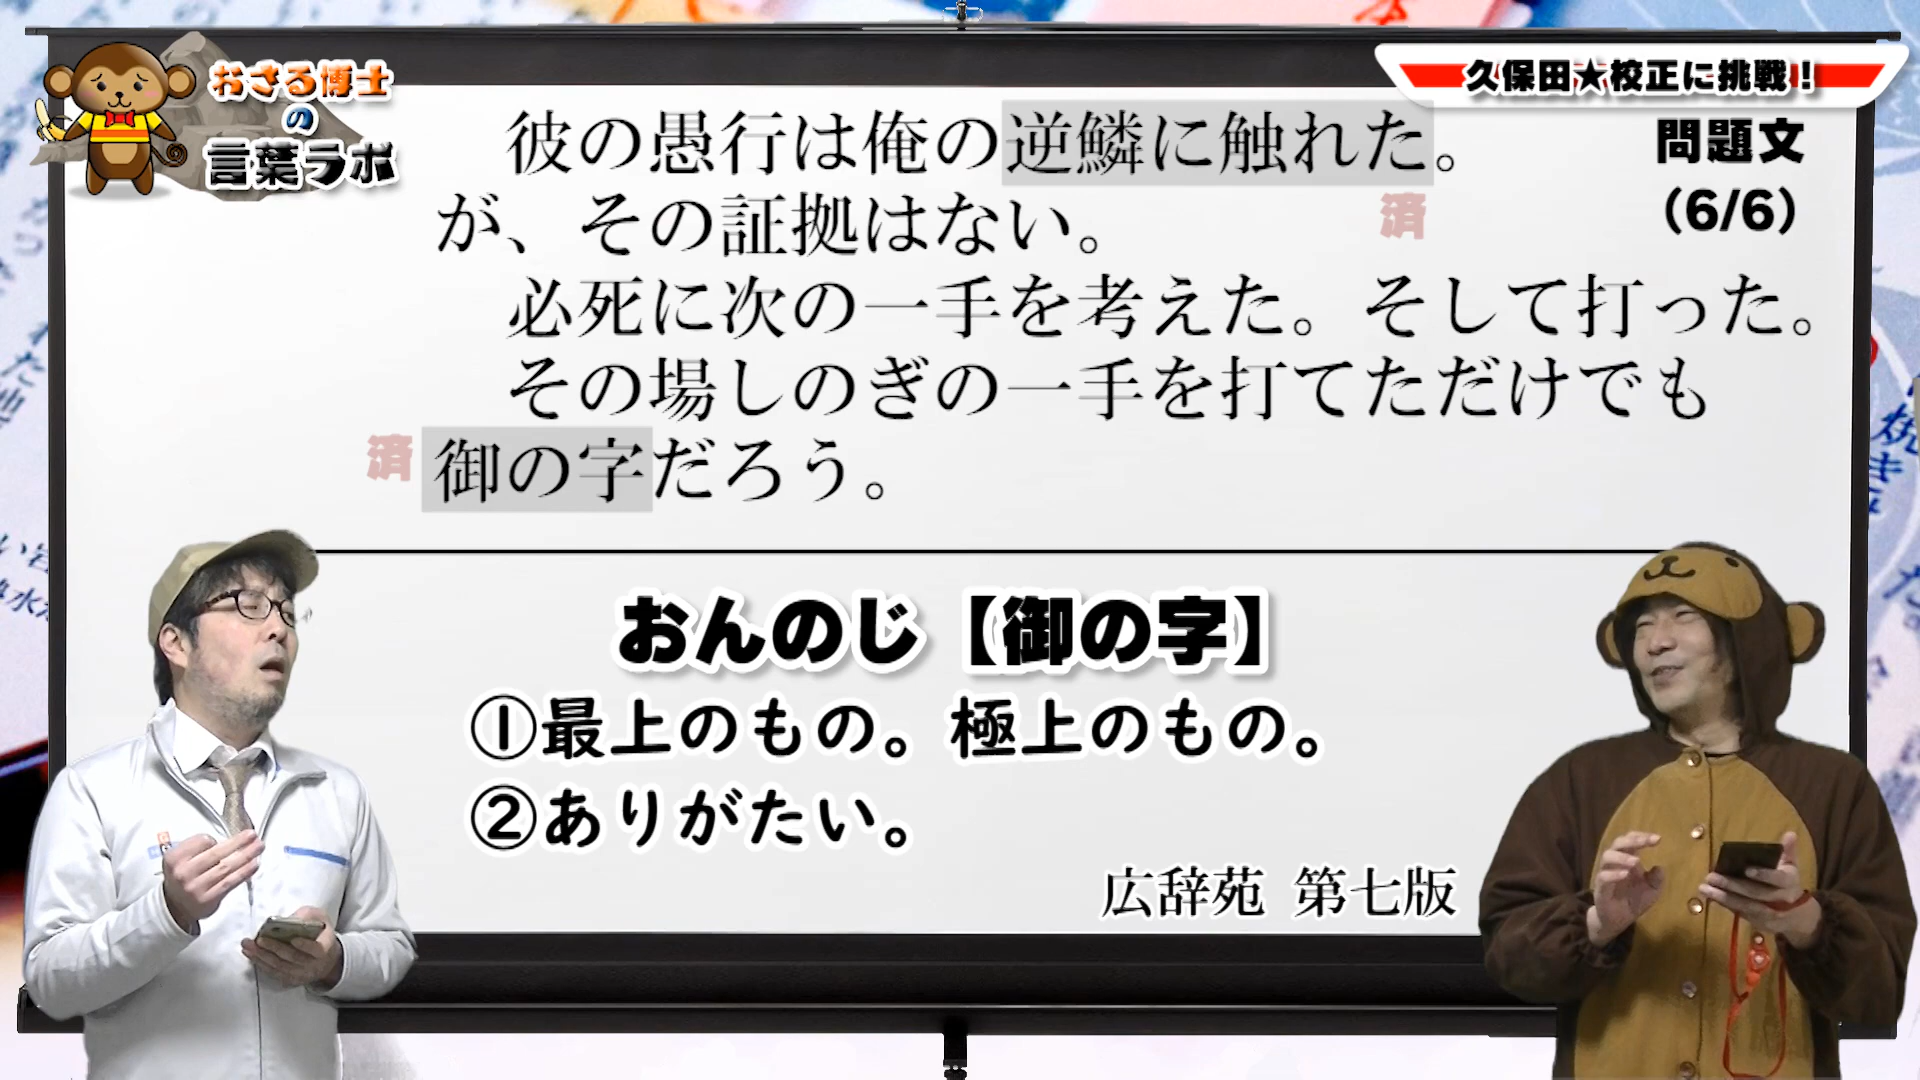 おさる博士
の
言葉ラボ
久保田★校正に挑戦！
問題文
（6/6）
彼の愚行は俺の逆鱗に触れた。
が、その証拠はない。
済
必死に次の一手を考えた。そして打った。
その場しのぎの一手を打てただけでも
済
御の字だろう。
おんのじ【御の字】
①最上のもの。極上のもの。
②ありがたい。
広辞苑 第七版